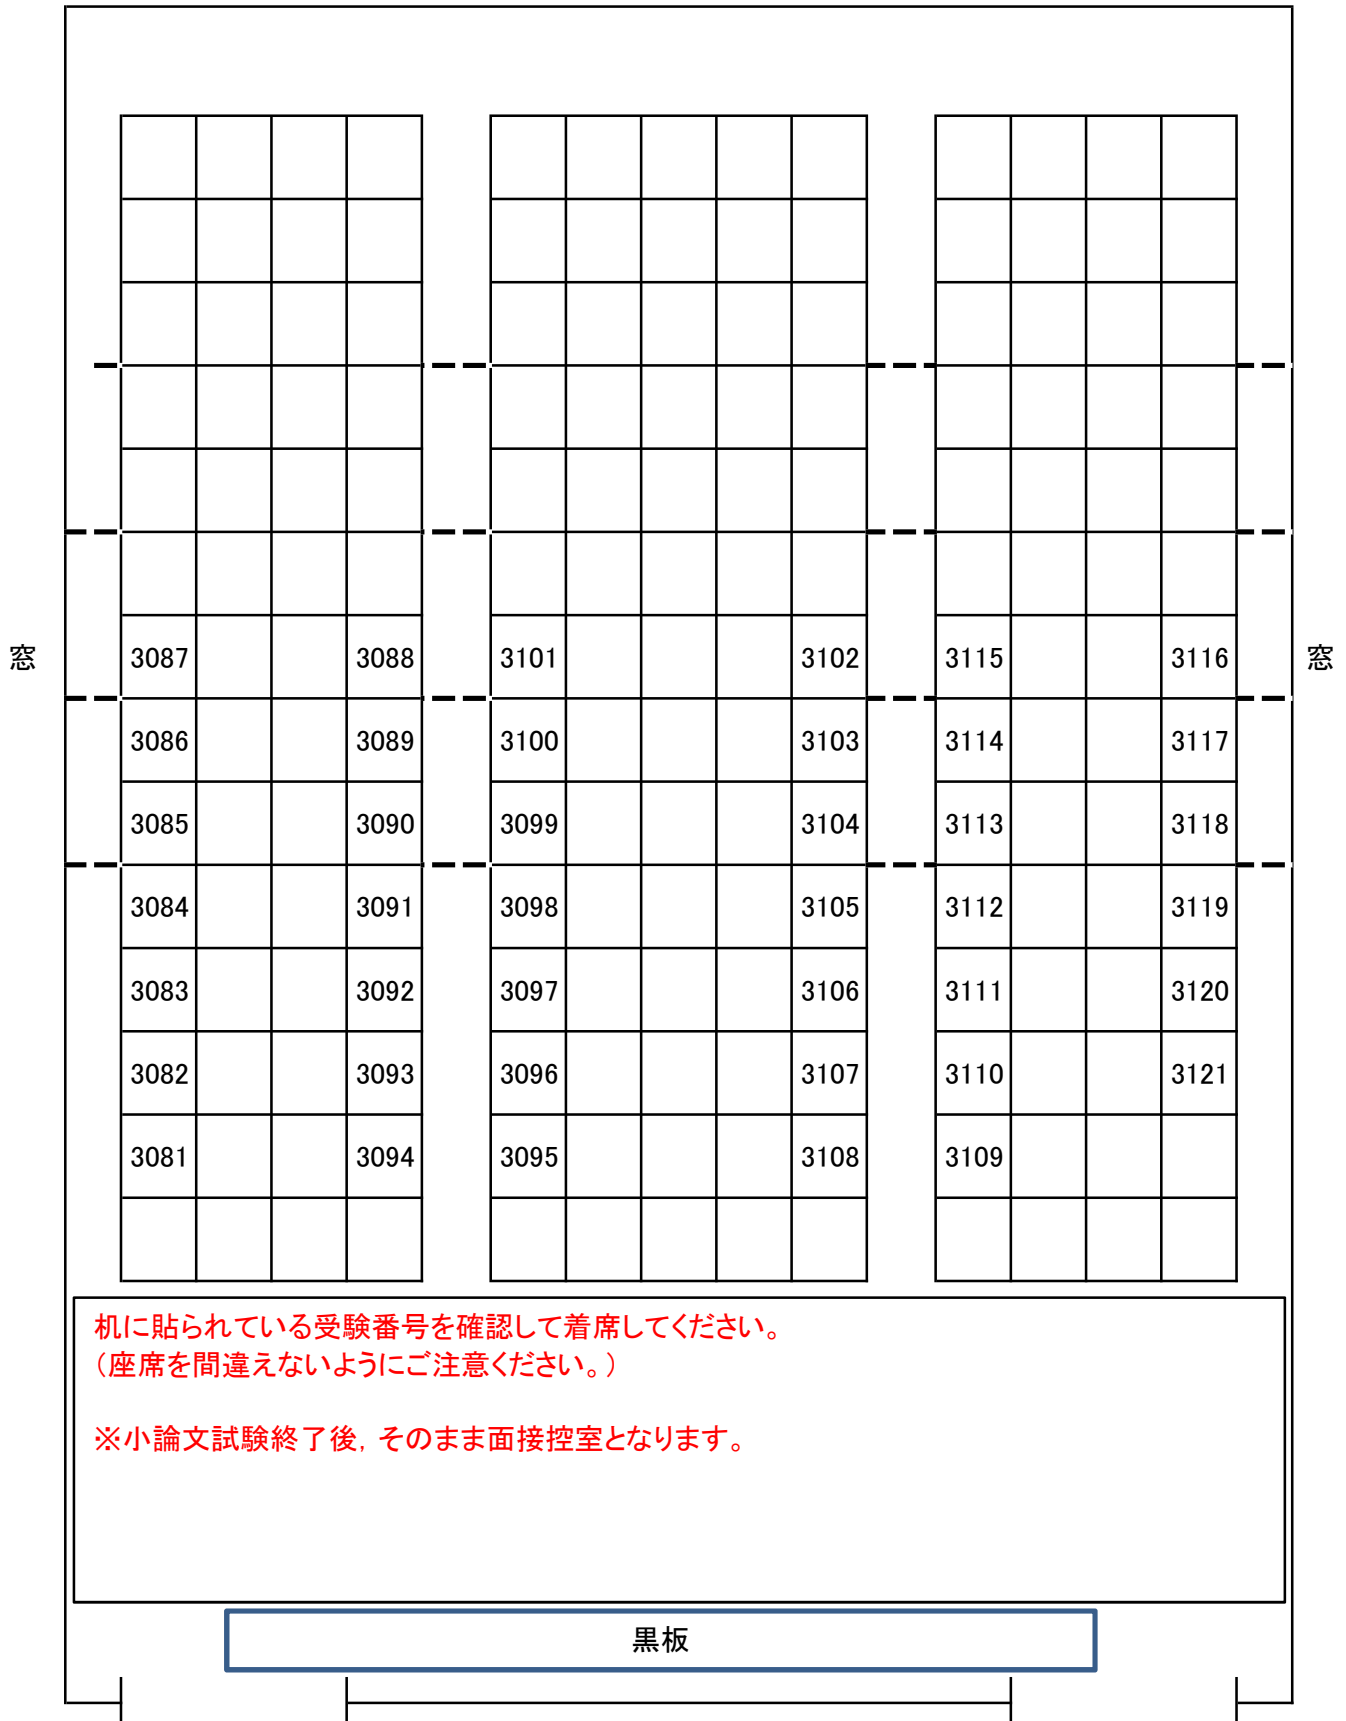 窓 3087 3088 3101 3102 3115 3116 窓
3086 3089 3100 3103 3114 3117
3085 3090 3099 3104 3113 3118
3084 3091 3098 3105 3112 3119
3083 3092 3097 3106 3111 3120
3082 3093 3096 3107 3110 3121
3081 3094 3095 3108 3109
机に貼られている受験番号を確認して着席してください。
（座席を間違えないようにご注意ください。）
※小論文試験終了後，そのまま面接控室となります。
黒板